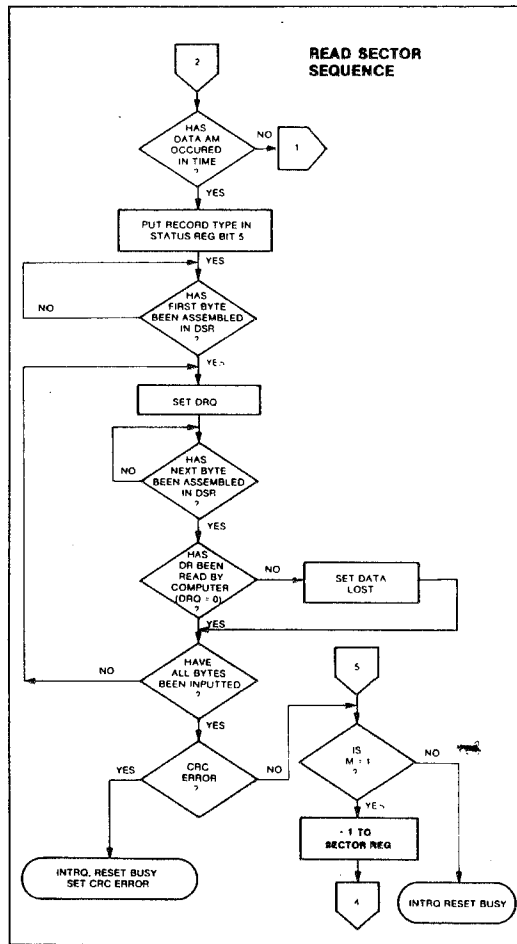 READ SECTOR
SEQUENCE
2
HAS
DATA AM
OCCURED
IN TIME
?
NO
1
YES
PUT RECORD TYPE IN
STATUS REG BIT 5
YES
HAS
FIRST BYTE
BEEN ASSEMBLED
IN DSR
?
NO
YES
SET DRQ
HAS
NEXT BYTE
BEEN ASSEMBLED
IN DSR
?
NO
YES
HAS
DR BEEN
READ BY
COMPUTER
(DRQ = 0)
?
NO
SET DATA
LOST
YES
HAVE
ALL BYTES
BEEN INPUTTED
?
NO
5
YES
CRC
ERROR
?
YES
NO
IS
M = 1
?
NO
YES
INTRQ, RESET BUSY
SET CRC ERROR
- 1 TO
SECTOR REG
4
INTRQ RESET BUSY